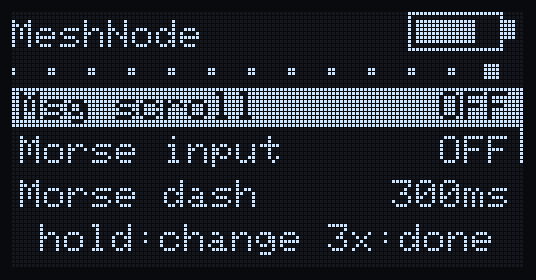 MeshNode
Msg scroll OFF
Morse input OFF
Morse dash 300ms
hold:change 3x:done